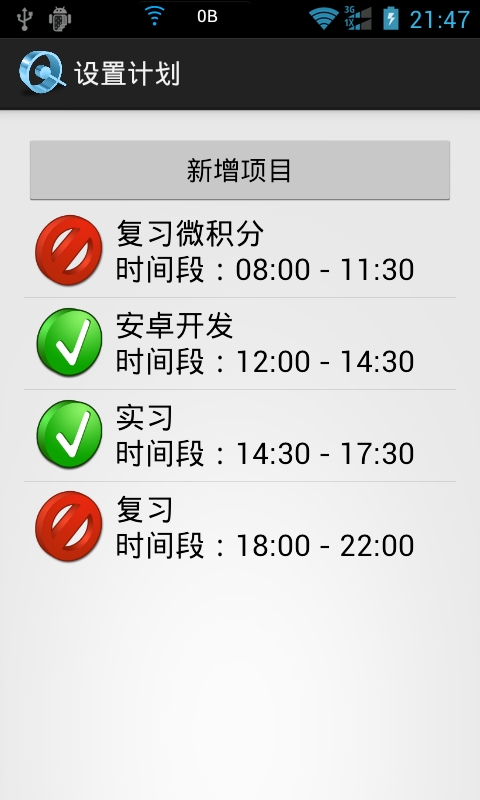 0B
3G
1X
21:47
设置计划
新增项目
复习微积分
时间段：08:00 - 11:30
安卓开发
时间段：12:00 - 14:30
实习
时间段：14:30 - 17:30
复习
时间段：18:00 - 22:00